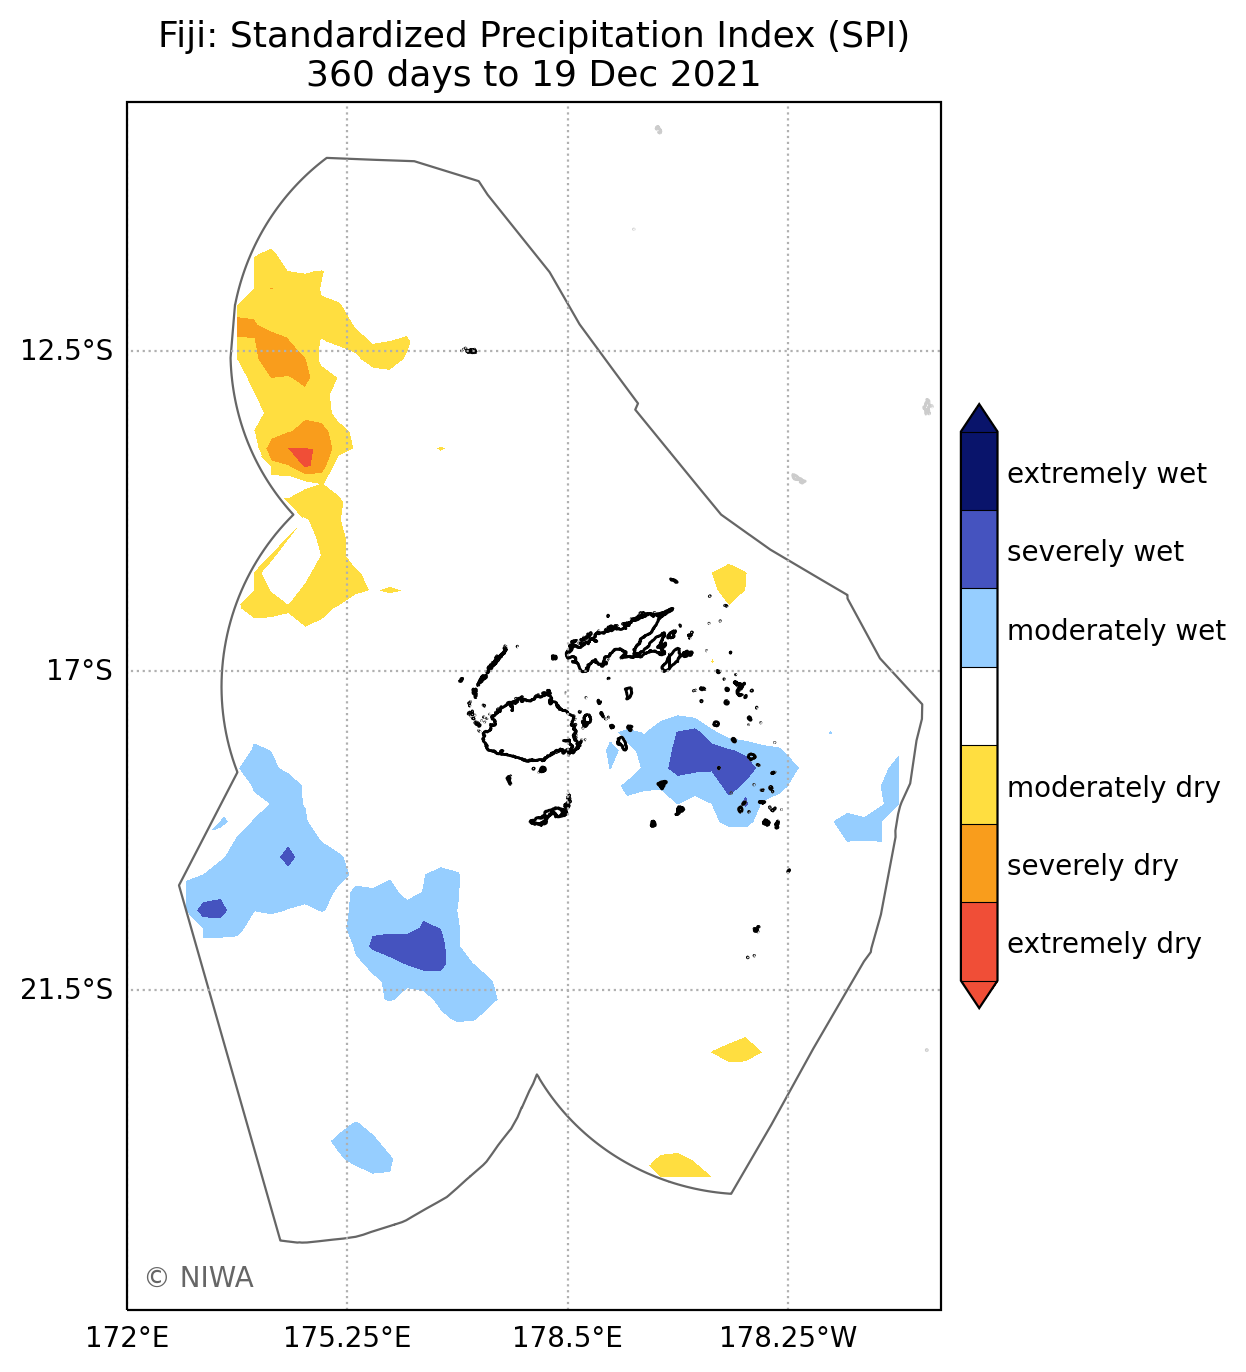 Fiji: Standardized Precipitation Index (SPI)
360 days to 19 Dec 2021
12.5°S
17°S
21.5°S
172°E
175.25°E
178.5°E
178.25°W
extremely wet
severely wet
moderately wet
moderately dry
severely dry
extremely dry
© NIWA